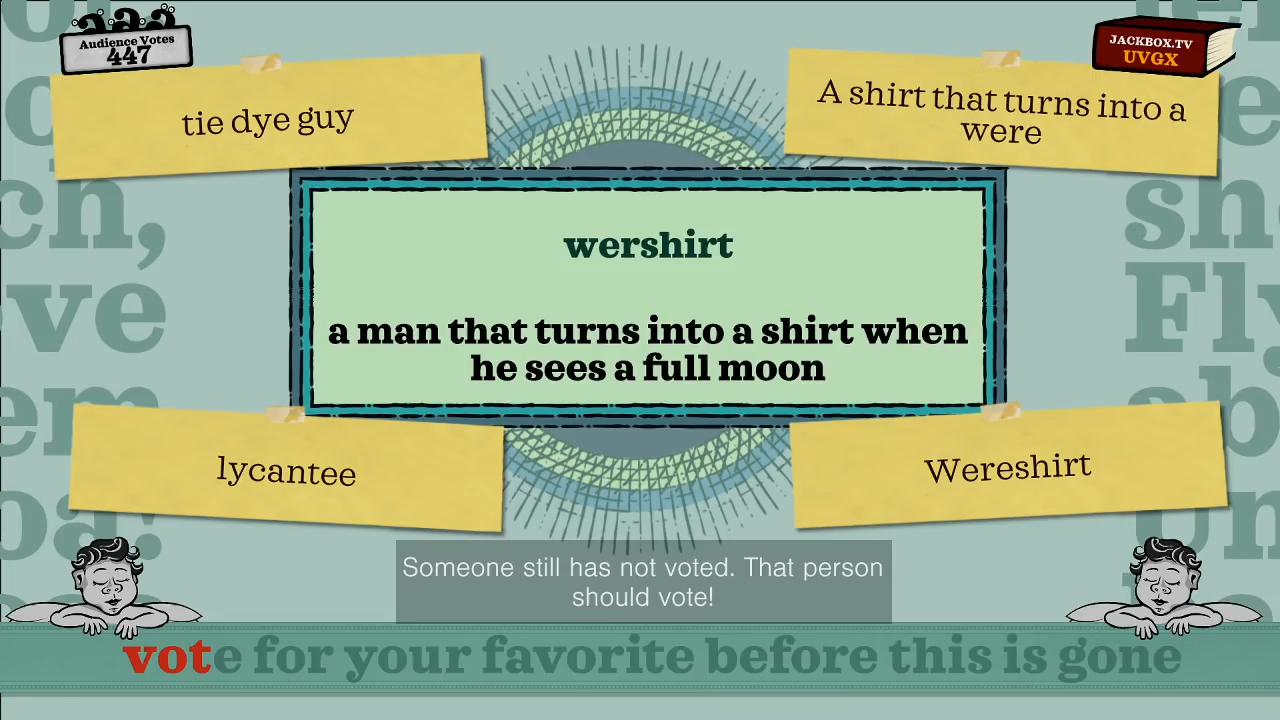 Audience Votes
447
JACKBOX.TV
UVGX
tie dye guy
A shirt that turns into a
were
wershirt
a man that turns into a shirt when
he sees a full moon
lycantee
Wereshirt
Someone still has not voted. That person
should vote!
vote for your favorite before this is gone